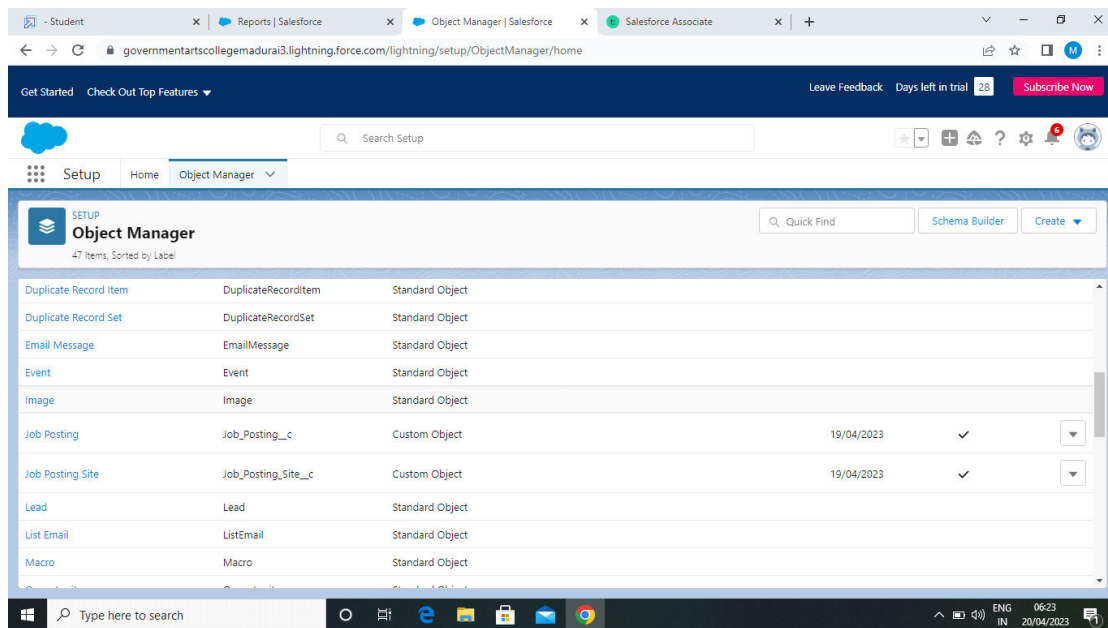 - Student
Reports | Salesforce
Object Manager | Salesforce
Salesforce Associate
governmentartscollegemadurai3.lightning.force.com/lightning/setup/ObjectManager/home
M
Get Started Check Out Top Features
Leave Feedback Days left in trial 28 Subscribe Now
Search Setup
6
Setup Home Object Manager
SETUP
Object Manager
47 Items, Sorted by Label
Quick Find
Schema Builder
Create
Duplicate Record Item DuplicateRecordItem Standard Object
Duplicate Record Set DuplicateRecordSet Standard Object
Email Message EmailMessage Standard Object
Event Event Standard Object
Image Image Standard Object
Job Posting Job_Posting__c Custom Object 19/04/2023
Job Posting Site Job_Posting_Site__c Custom Object 19/04/2023
Lead Lead Standard Object
List Email ListEmail Standard Object
Macro Macro Standard Object
Type here to search
ENG 06:23
IN 20/04/2023
1